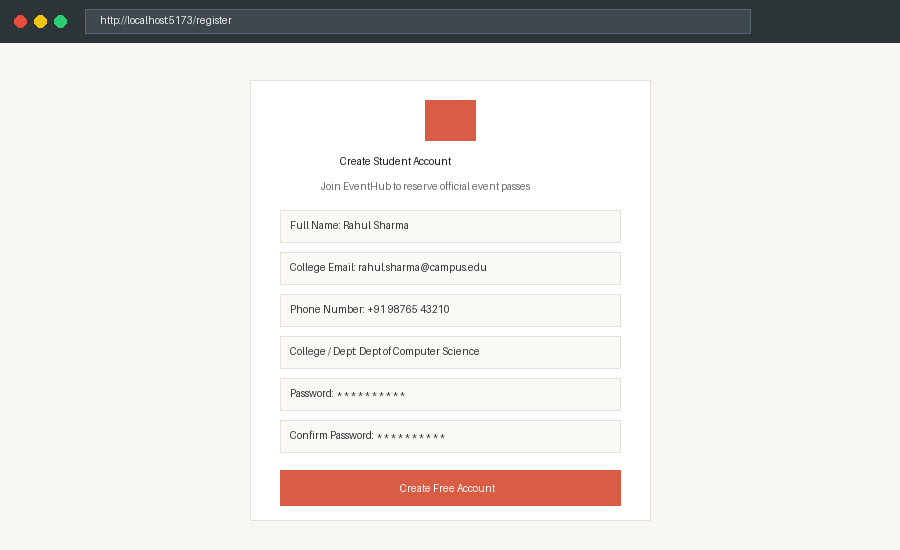 http://localhost:5173/register
Create Student Account
Join EventHub to reserve official event passes
Full Name: Rahul Sharma
College Email: rahul.sharma@campus.edu
Phone Number: +91 98765 43210
College / Dept: Dept of Computer Science
Password: **********
Confirm Password: **********
Create Free Account